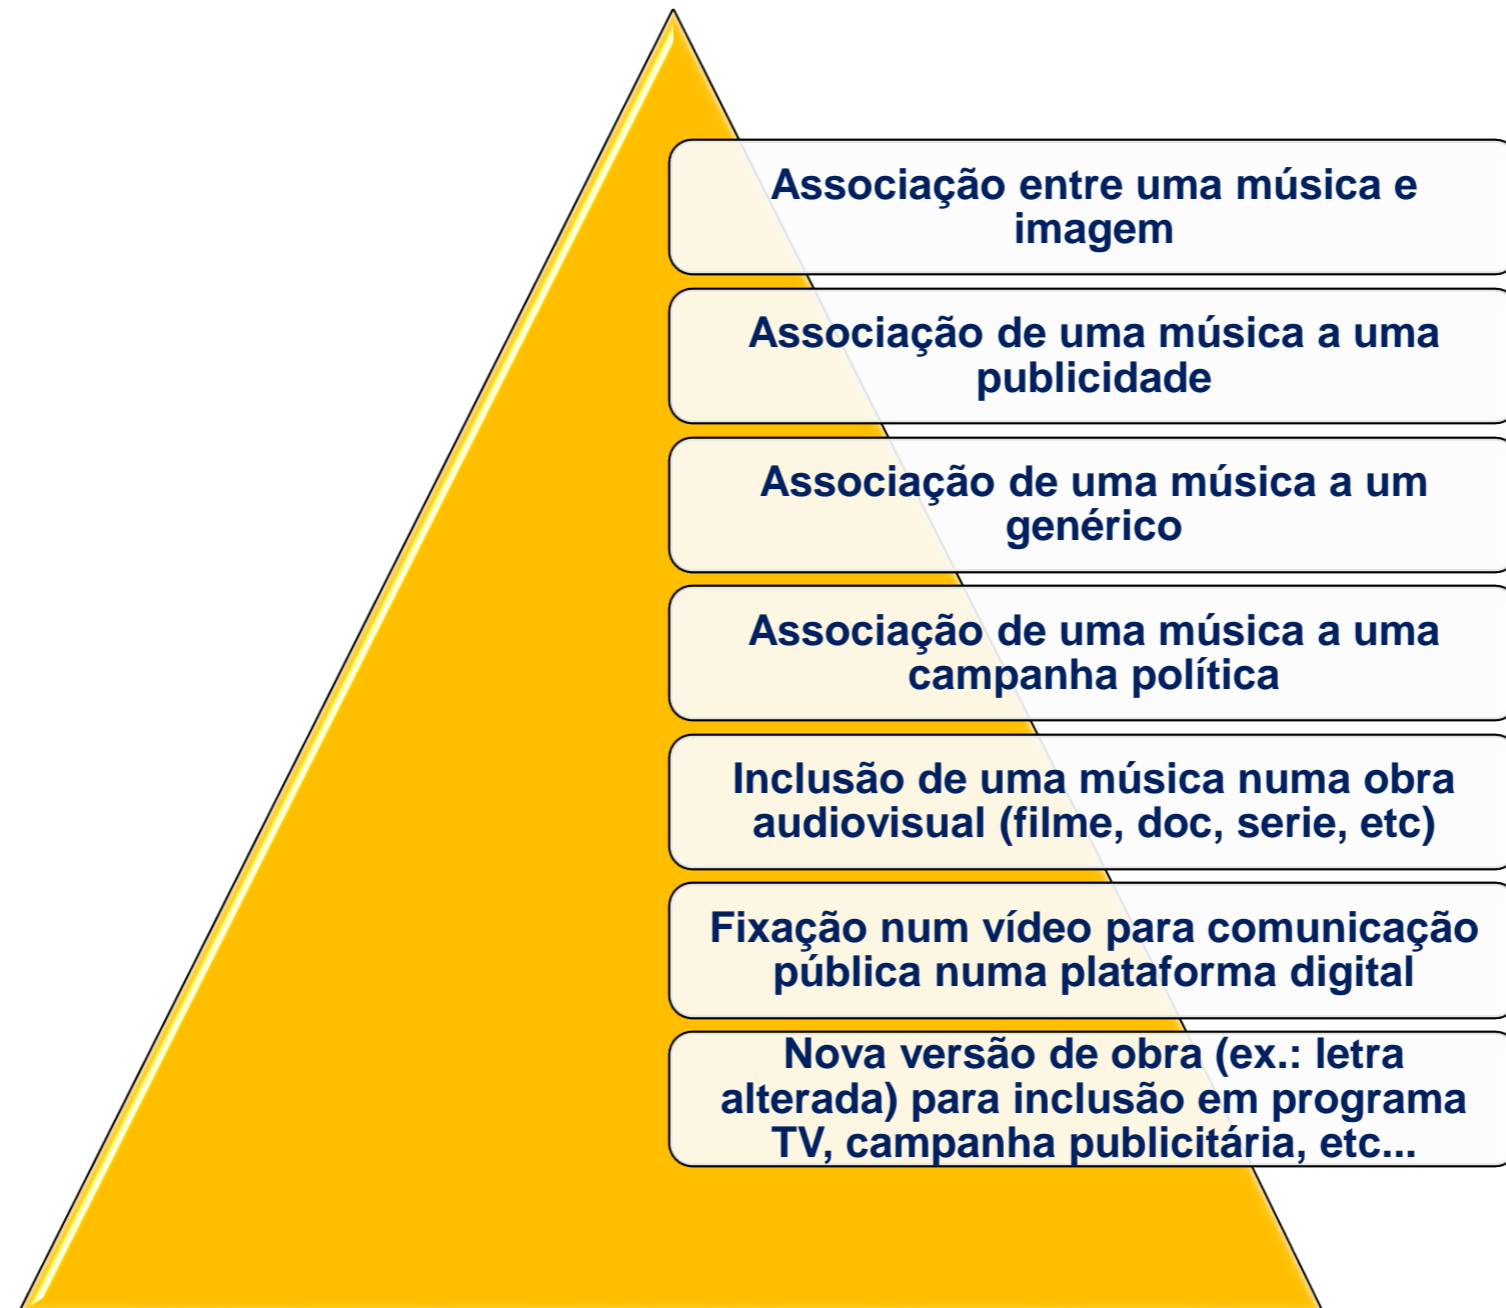 Associação entre uma música e
imagem
Associação de uma música a uma
publicidade
Associação de uma música a um
genérico
Associação de uma música a uma
campanha política
Inclusão de uma música numa obra
audiovisual (filme, doc, serie, etc)
Fixação num vídeo para comunicação
pública numa plataforma digital
Nova versão de obra (ex.: letra
alterada) para inclusão em programa
TV, campanha publicitária, etc...